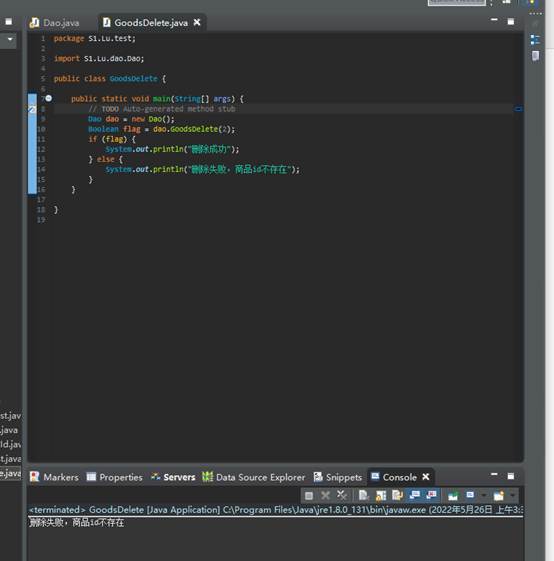 Dao.java
GoodsDelete.java
1 package S1.Lu.test;
2
3 import S1.Lu.dao.Dao;
4
5 public class GoodsDelete {
6
7 public static void main(String[] args) {
8 // TODO Auto-generated method stub
9 Dao dao = new Dao();
10 Boolean flag = dao.GoodsDelete(2);
11 if (flag) {
12 System.out.println("删除成功");
13 } else {
14 System.out.println("删除失败，商品id不存在");
15 }
16 }
17
18 }
19
st.java
.java
Id.java
t.java
e.java
Markers Properties Servers Data Source Explorer Snippets Console
<terminated> GoodsDelete [Java Application] C:\Program Files\Java\jre1.8.0_131\bin\javaw.exe (2022年5月26日 上午3:3
删除失败，商品id不存在